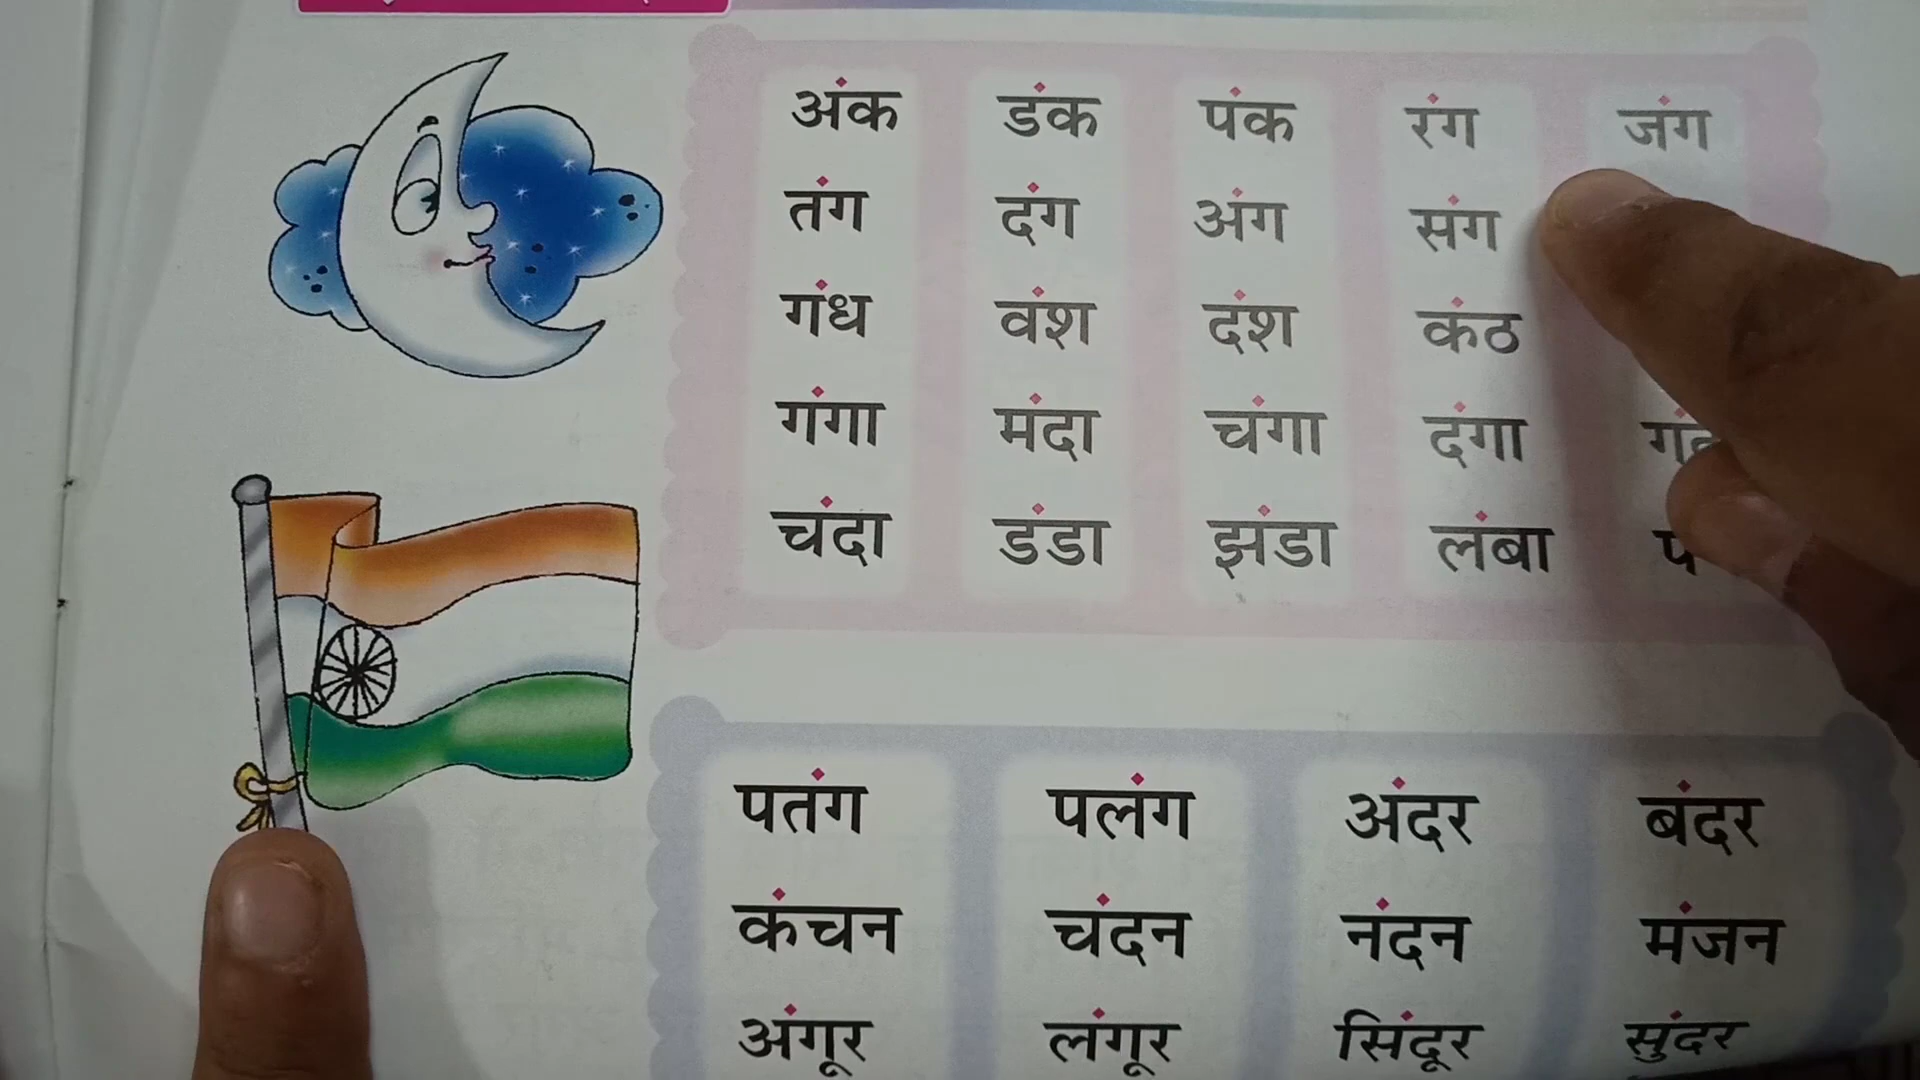 अंक डंक पंक रंग जंग
तंग दंग अंग संग
गंध वंश दंश कंठ
गंगा मंदा चंगा दंगा
चंदा डंडा झंडा लंबा
पतंग पलंग अंदर बंदर
कंचन चंदन नंदन मंजन
अंगूर लंगूर सिंदूर सुंदर